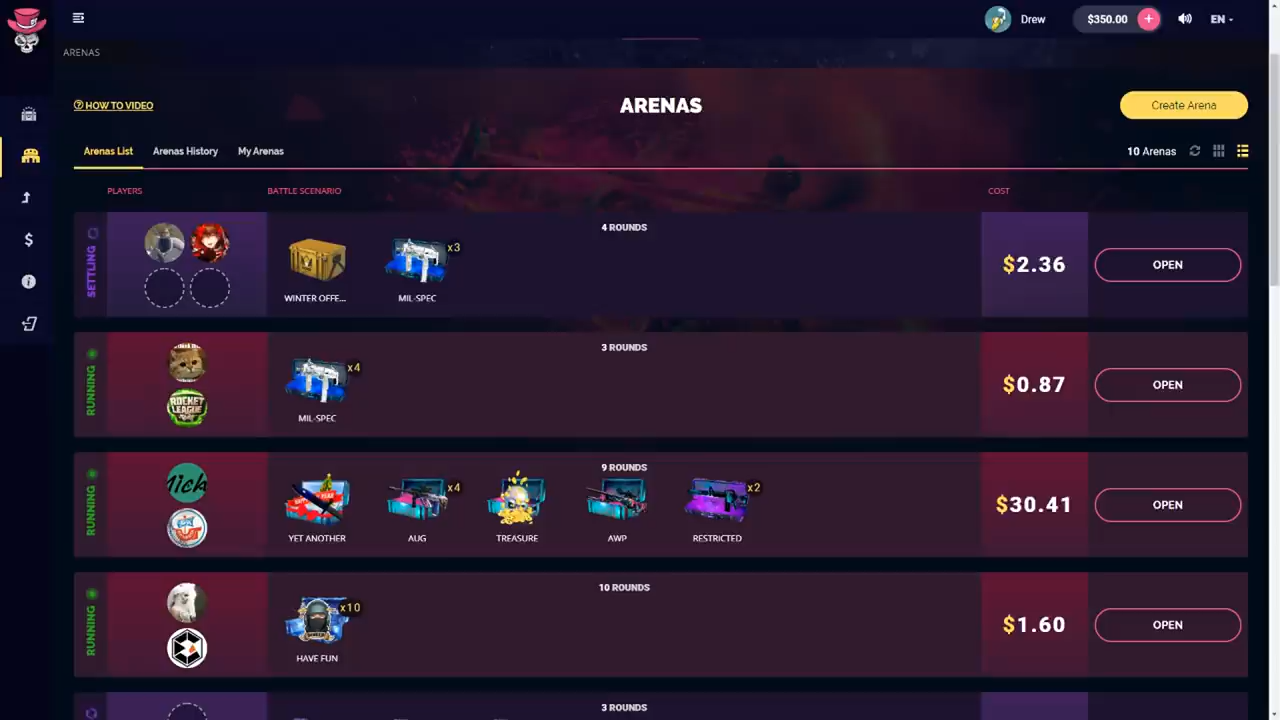 Drew
$350.00
EN
ARENAS
HOW TO VIDEO
ARENAS
Create Arena
Arenas List
Arenas History
My Arenas
10 Arenas
PLAYERS
BATTLE SCENARIO
COST
SETTLING
4 ROUNDS
x3
WINTER OFFE...
MIL-SPEC
$2.36
OPEN
RUNNING
3 ROUNDS
x4
MIL-SPEC
$0.87
OPEN
ROCKET
LEAGUE
RUNNING
9 ROUNDS
x4
x2
YET ANOTHER
AUG
TREASURE
AWP
RESTRICTED
$30.41
OPEN
RUNNING
10 ROUNDS
x10
HAVE FUN
$1.60
OPEN
3 ROUNDS